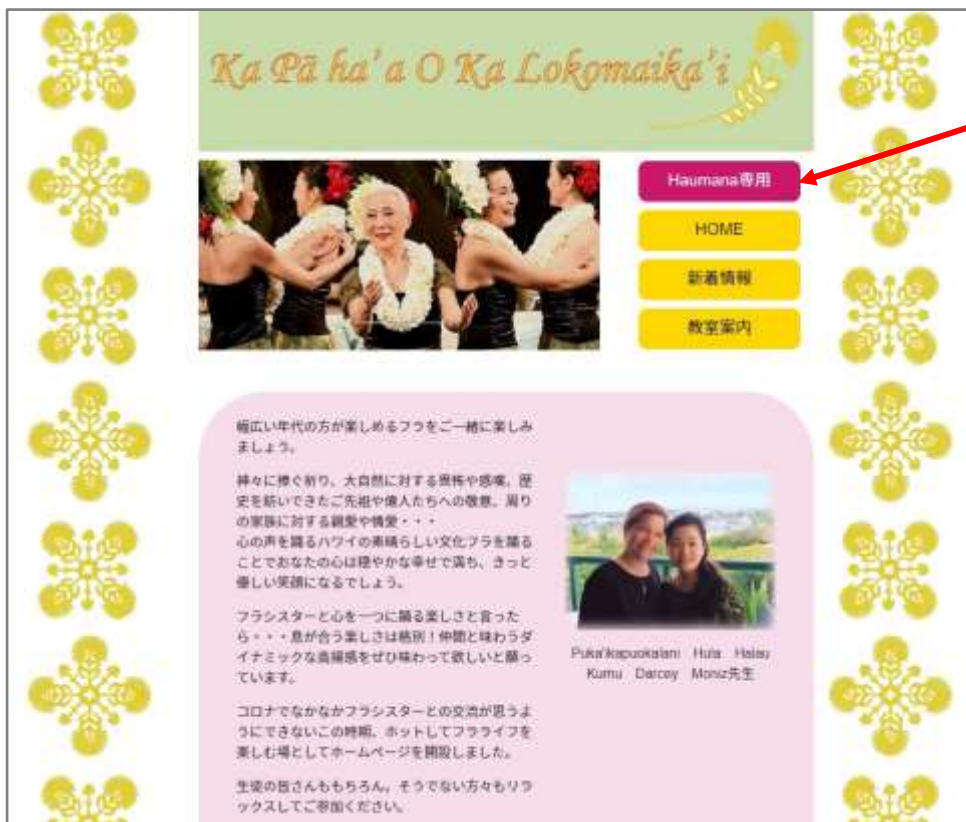 Ka Pā ha'a O Ka Lokomaika'i
Haumana専用
HOME
新着情報
教室案内
幅広い年代の方が楽しめるフラをご一緒に楽しみ
ましょう。
神々に捧ぐ祈り、大自然に対する畏怖や感嘆、歴
史を紡いできたご先祖や偉人たちへの敬意、周り
の家族に対する親愛や情愛・・・
心の声を踊るハワイの素晴らしい文化フラを踊る
ことであなたの心は穏やかな幸せで満ち、きっと
優しい笑顔になるでしょう。
フラシスターと心を一つに踊る楽しさと言った
ら・・・息が合う楽しさは格別！仲間と味わうダ
イナミックな高揚感をぜひ味わって欲しいと願っ
ています。
コロナでなかなかフラシスターとの交流が思うよ
うにできないこの時期、ホットしてフラライフを
楽しむ場としてホームページを開設しました。
生徒の皆さんももちろん、そうでない方々もリラ
ックスしてご参加ください。
Puka'ikapuokalani Hula Halau
Kumu Darcey Moniz先生